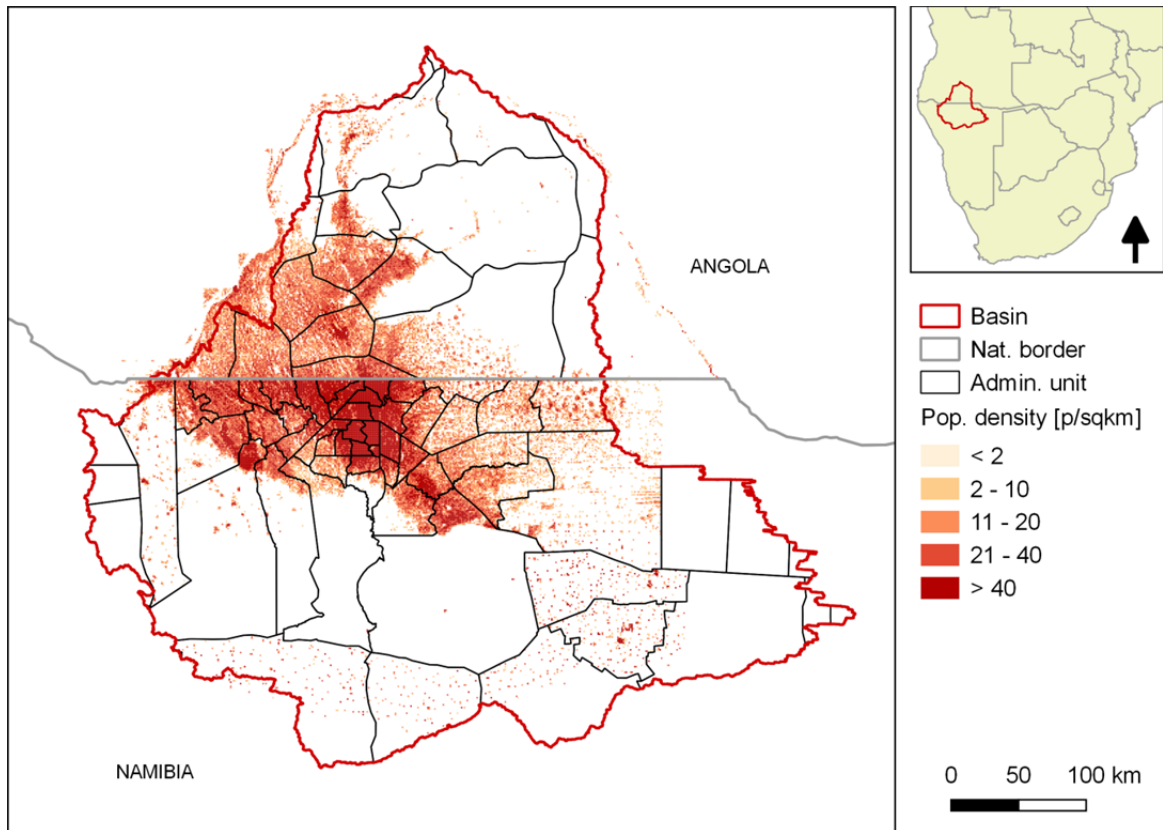 ANGOLA
NAMIBIA
Basin
Nat. border
Admin. unit
Pop. density [p/sqkm]
< 2
2 - 10
11 - 20
21 - 40
> 40
0 50 100 km